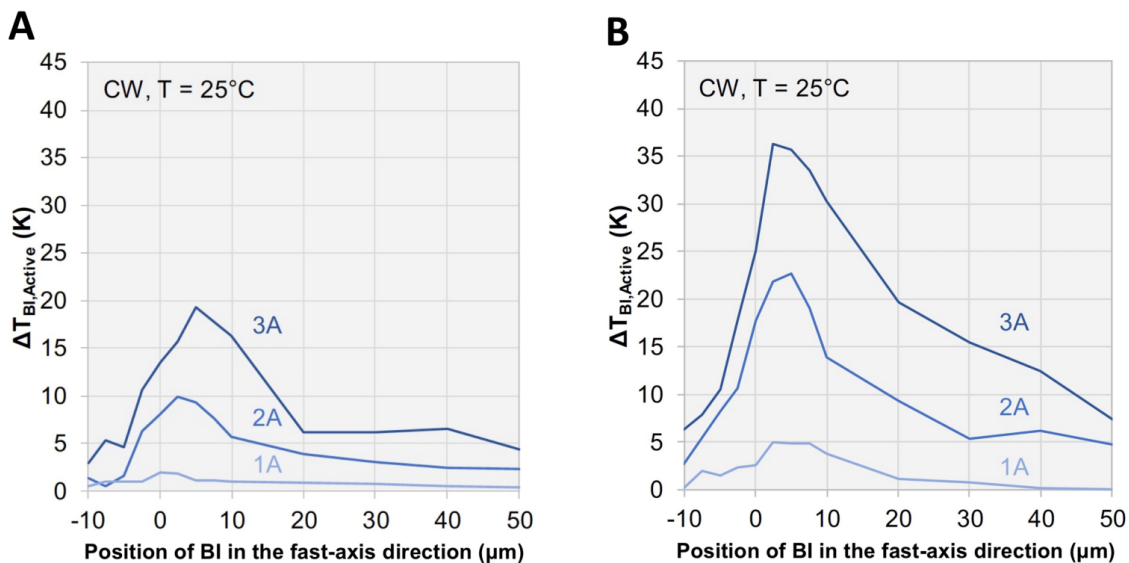 A
45
40
35
30
25
20
15
10
5
0
ΔT_BI,Active (K)
CW, T = 25°C
3A
2A
1A
-10 0 10 20 30 40 50
Position of BI in the fast-axis direction (µm)
B
45
40
35
30
25
20
15
10
5
0
ΔT_BI,Active (K)
CW, T = 25°C
3A
2A
1A
-10 0 10 20 30 40 50
Position of BI in the fast-axis direction (µm)